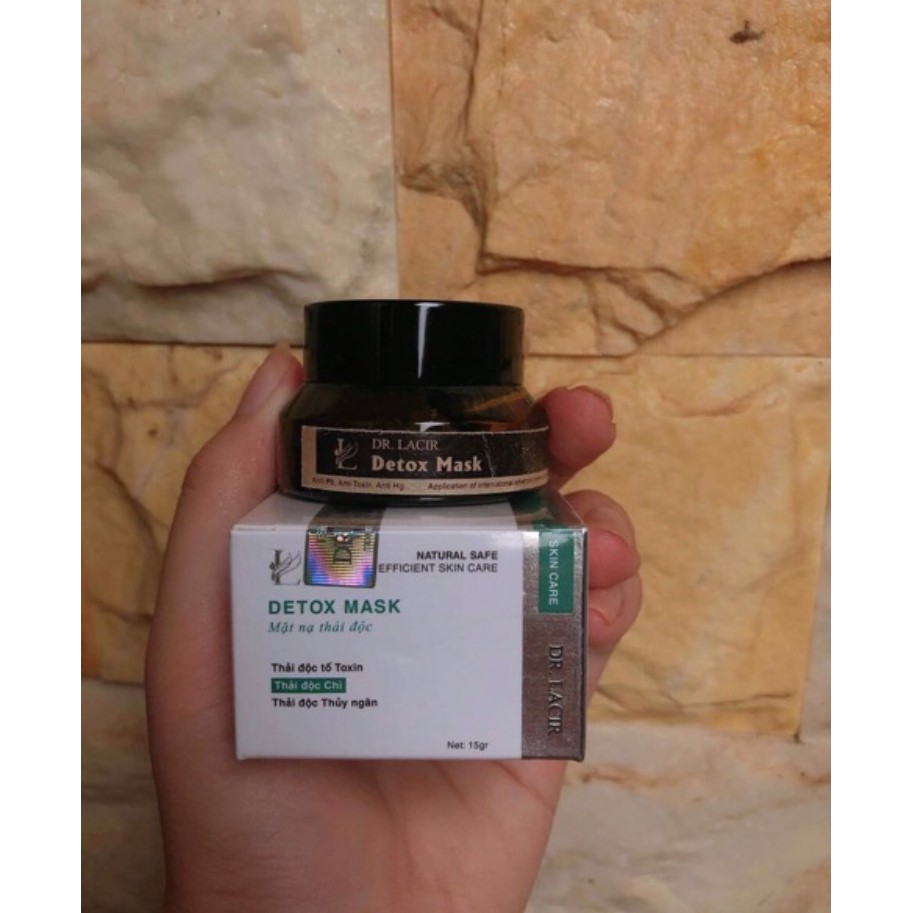 DR. LACIR
Detox Mask
Anti Pb, Anti Toxin, Anti Hg
Application of international
NATURAL SAFE
EFFICIENT SKIN CARE
DETOX MASK
Mặt nạ thải độc
Thải độc tố Toxin
Thải độc Chì
Thải độc Thủy ngân
Net: 15gr
SKIN CARE
DR. LACIR